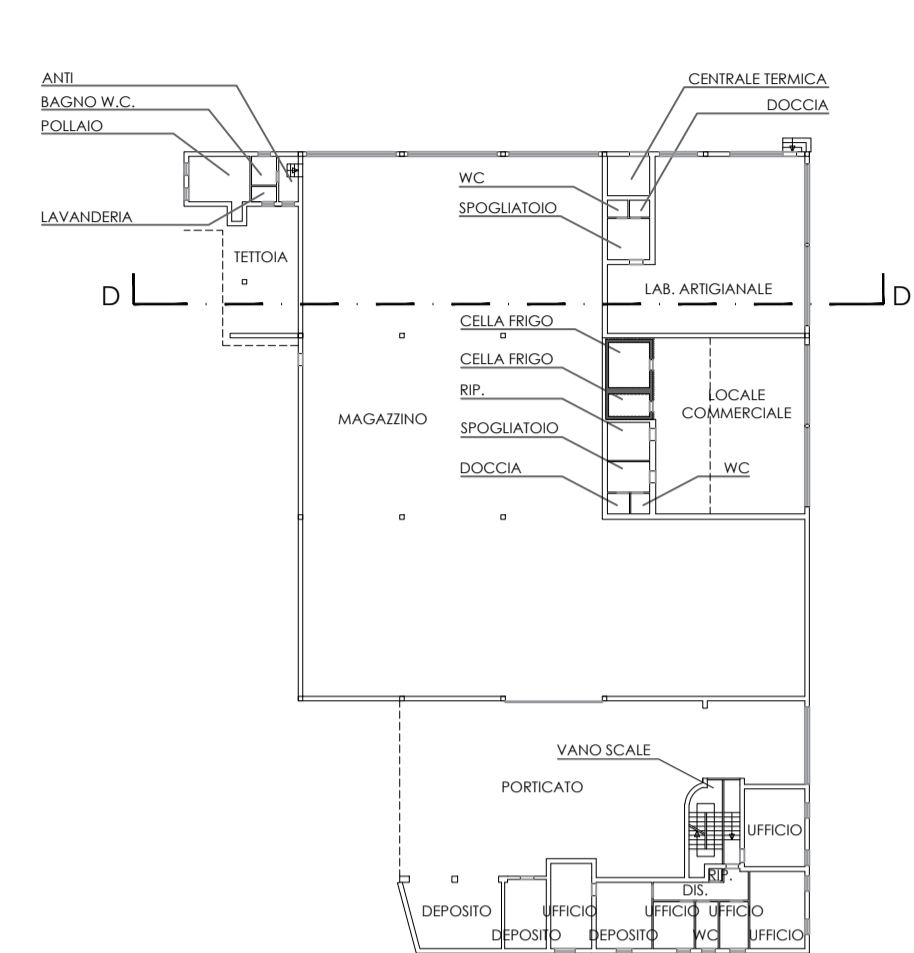 ANTI
CENTRALE TERMICA
BAGNO W.C.
DOCCIA
POLLAIO
WC
SPOGLIATOIO
LAVANDERIA
TETTOIA
LAB. ARTIGIANALE
D
D
CELLA FRIGO
CELLA FRIGO
RIP.
LOCALE
COMMERCIALE
MAGAZZINO
SPOGLIATOIO
DOCCIA
WC
VANO SCALE
PORTICATO
UFFICIO
RIP.
DIS.
DEPOSITO
UFFICIO
UFFICIO
UFFICIO
DEPOSITO
DEPOSITO
WC
UFFICIO